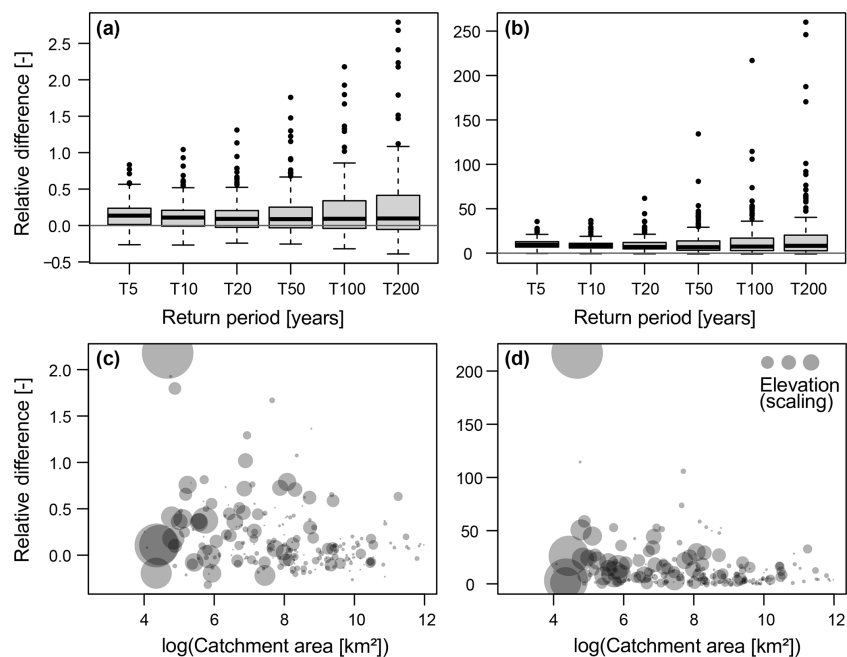 (a)
Relative difference [-]
2.5
2.0
1.5
1.0
0.5
0.0
−0.5
T5 T10 T20 T50 T100 T200
Return period [years]
(b)
250
200
150
100
50
0
T5 T10 T20 T50 T100 T200
Return period [years]
(c)
Relative difference [-]
2.0
1.5
1.0
0.5
0.0
4 6 8 10 12
log(Catchment area [km²])
(d)
Elevation
(scaling)
200
150
100
50
0
4 6 8 10 12
log(Catchment area [km²])